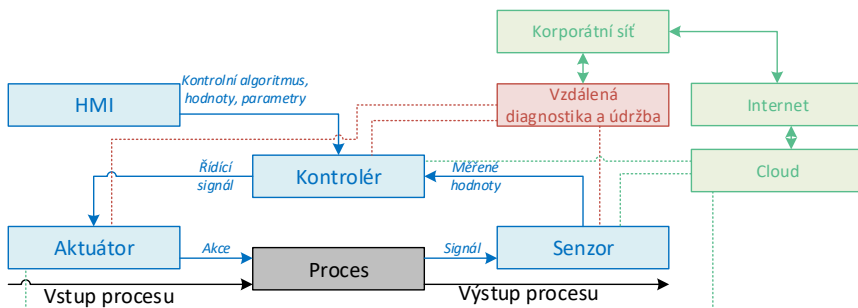 Korporátní síť
HMI
Kontrolní algoritmus,
hodnoty, parametry
Vzdálená
diagnostika a údržba
Internet
Řídící
signál
Kontrolér
Měřené
hodnoty
Cloud
Aktuátor
Akce
Proces
Signál
Senzor
Vstup procesu
Výstup procesu